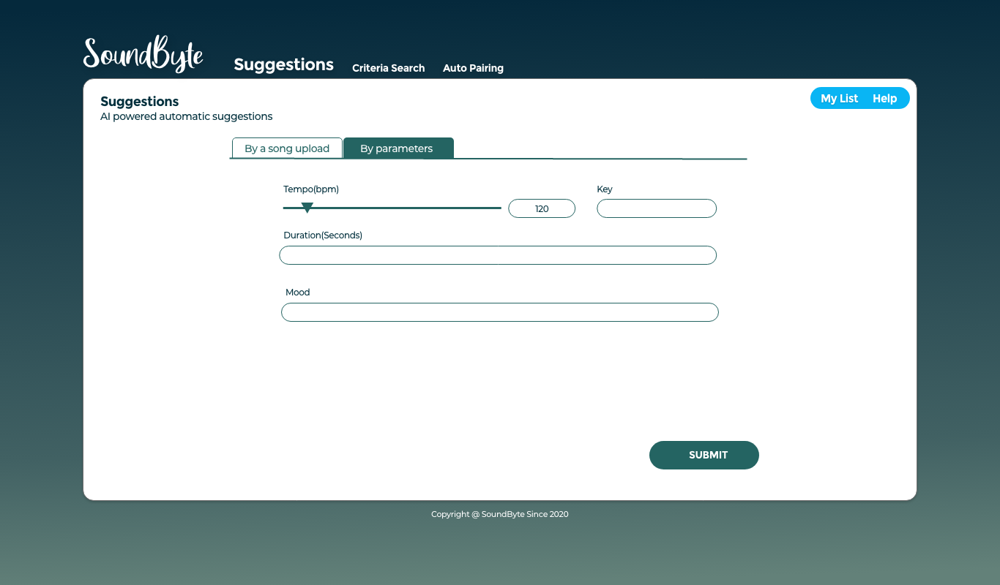 SoundByte
Suggestions Criteria Search Auto Pairing
Suggestions
AI powered automatic suggestions
My List Help
By a song upload By parameters
Tempo(bpm) Key
120
Duration(Seconds)
Mood
SUBMIT
Copyright @ SoundByte Since 2020